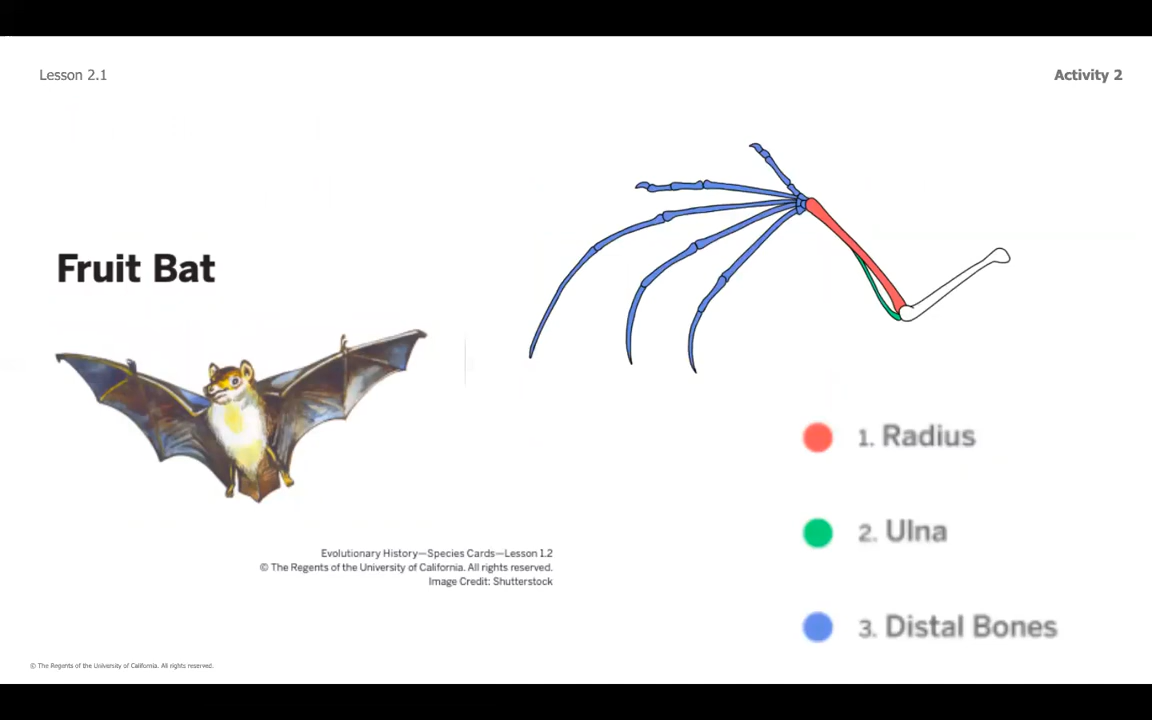 Lesson 2.1
Activity 2
Fruit Bat
1. Radius
2. Ulna
3. Distal Bones
Evolutionary History—Species Cards—Lesson 1.2
© The Regents of the University of California. All rights reserved.
Image Credit: Shutterstock
© The Regents of the University of California. All rights reserved.